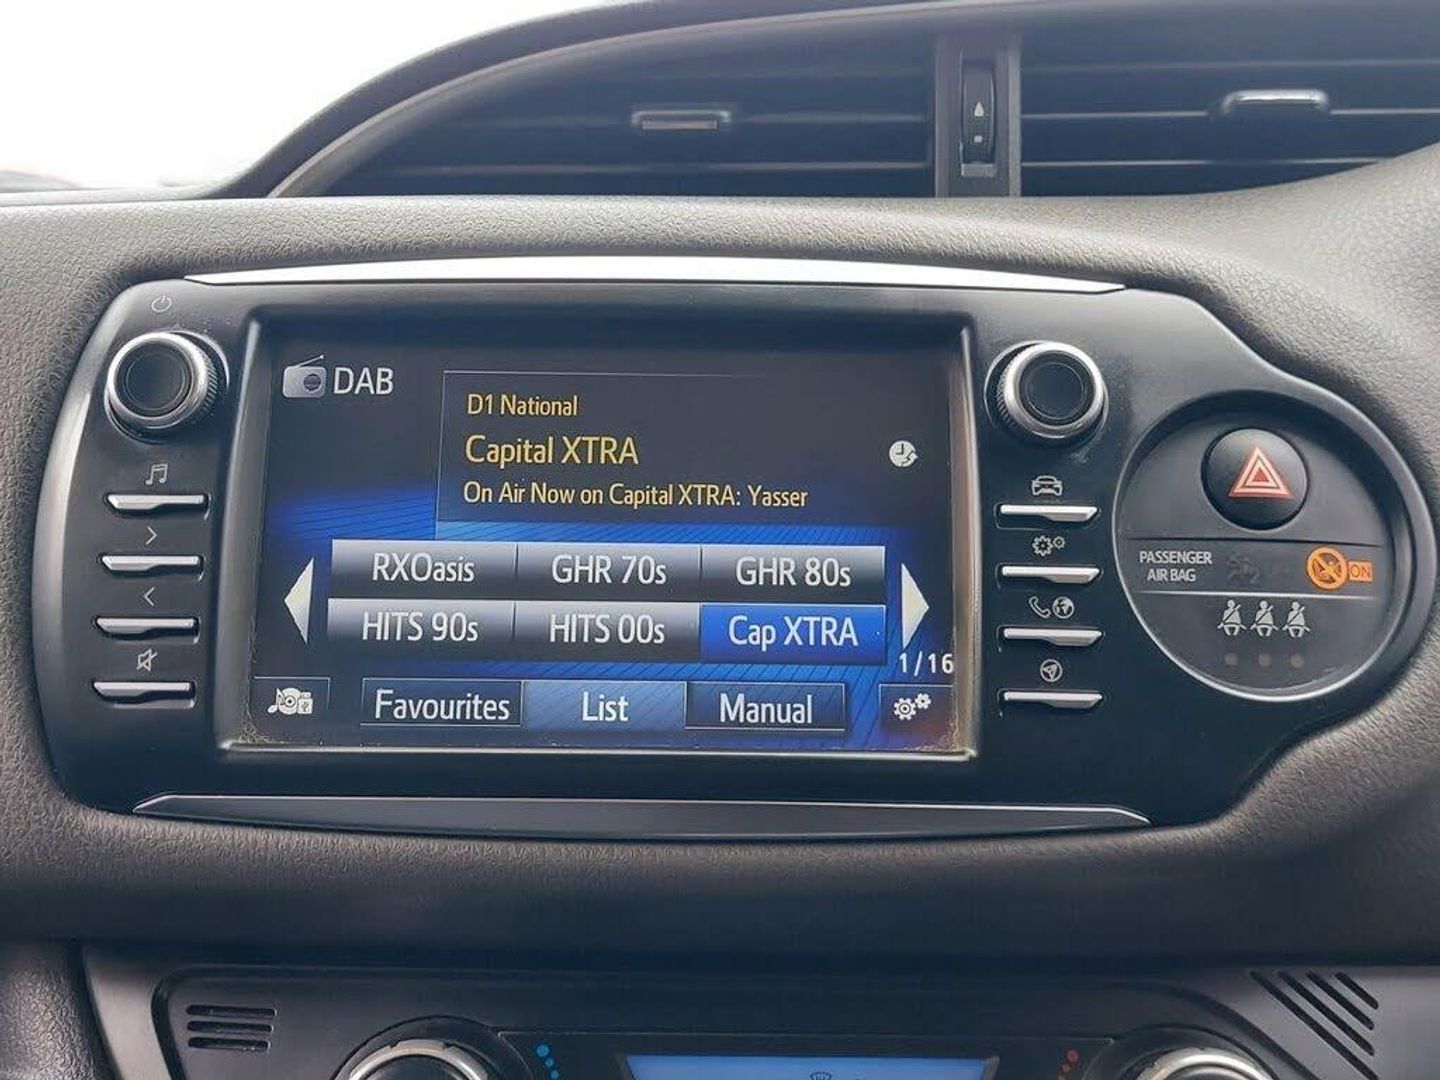 DAB
D1 National
Capital XTRA
On Air Now on Capital XTRA: Yasser
RXOasis GHR 70s GHR 80s
HITS 90s HITS 00s Cap XTRA
1/16
Favourites List Manual
PASSENGER
AIR BAG
ON